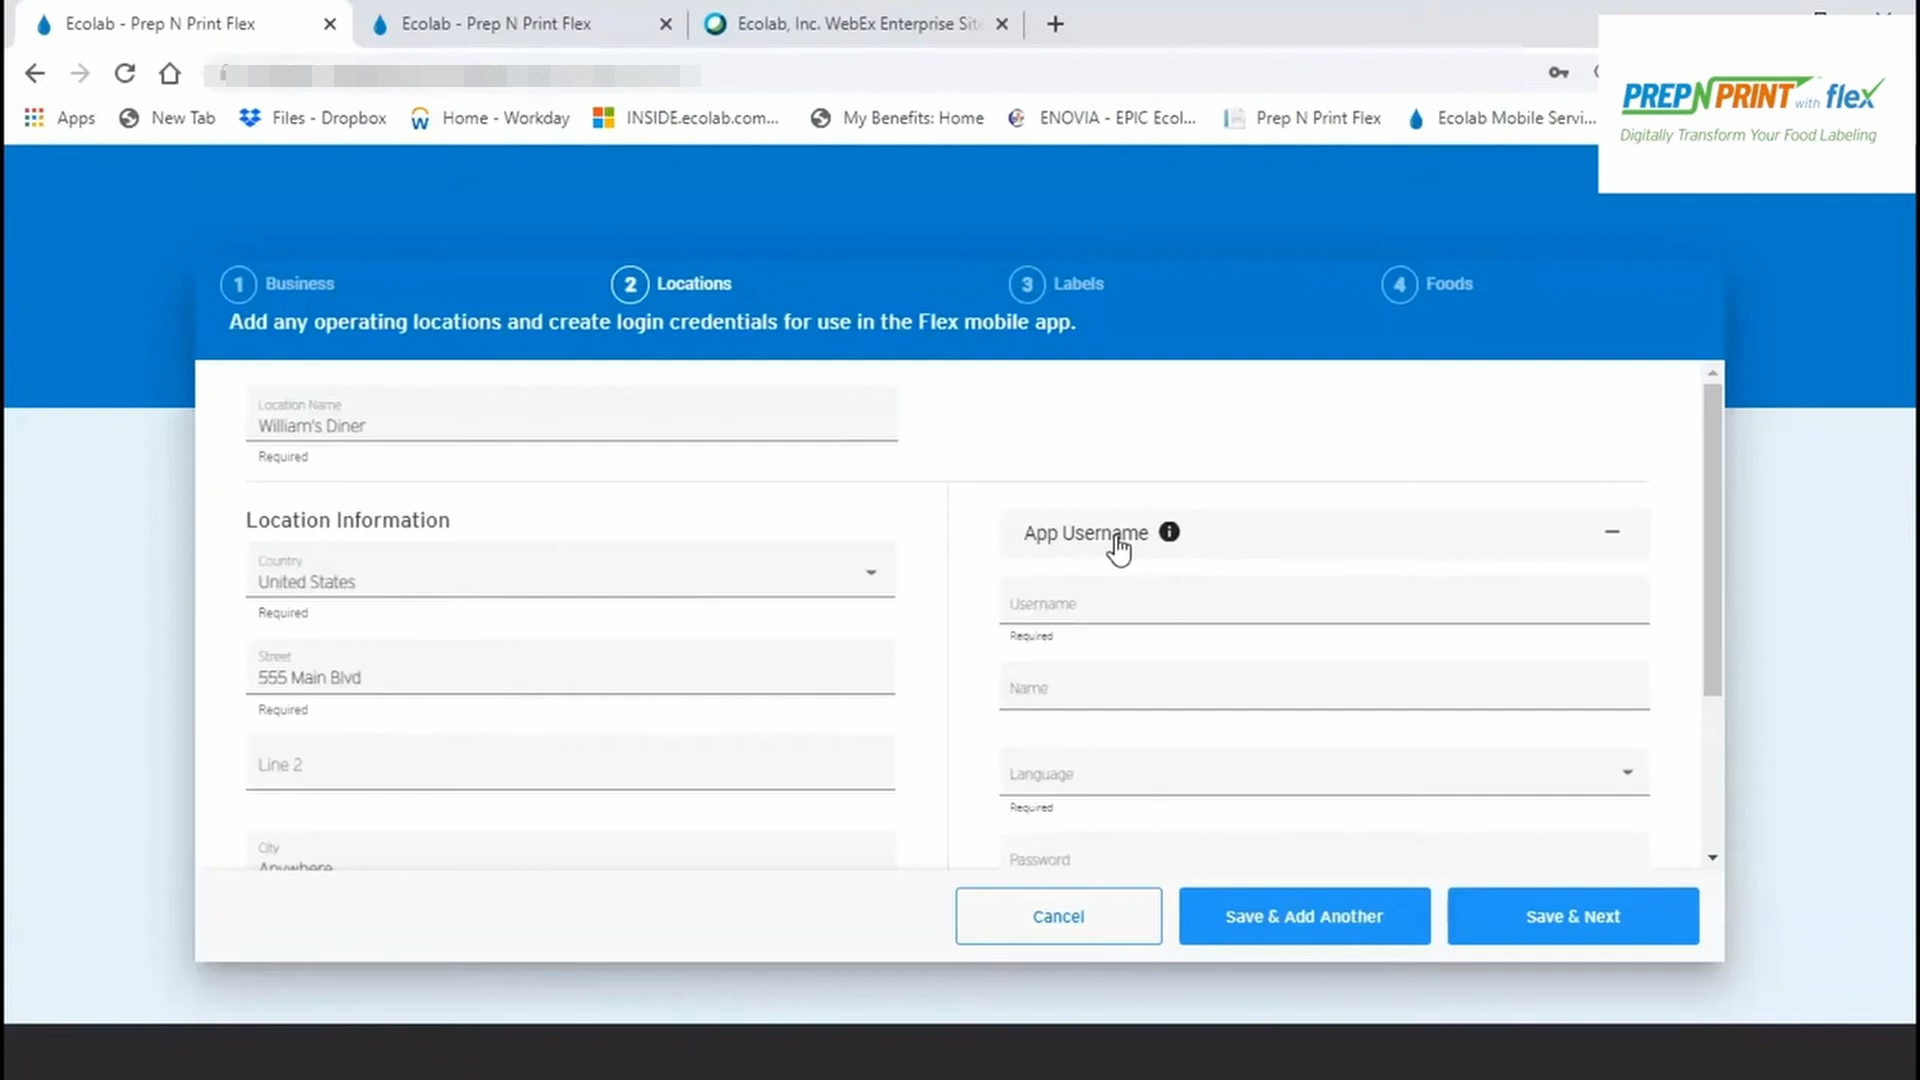 Ecolab - Prep N Print Flex
Ecolab - Prep N Print Flex
Ecolab, Inc. WebEx Enterprise Sit
Apps
New Tab
Files - Dropbox
Home - Workday
INSIDE.ecolab.com...
My Benefits: Home
ENOVIA - EPIC Ecol...
Prep N Print Flex
Ecolab Mobile Servi...
PREPNPRINT with flex
Digitally Transform Your Food Labeling
1 Business
2 Locations
3 Labels
4 Foods
Add any operating locations and create login credentials for use in the Flex mobile app.
Location Name
William's Diner
Required
Location Information
Country
United States
Required
Street
555 Main Blvd
Required
Line 2
City
Anywhere
App Username
Username
Required
Name
Language
Required
Password
Cancel
Save & Add Another
Save & Next